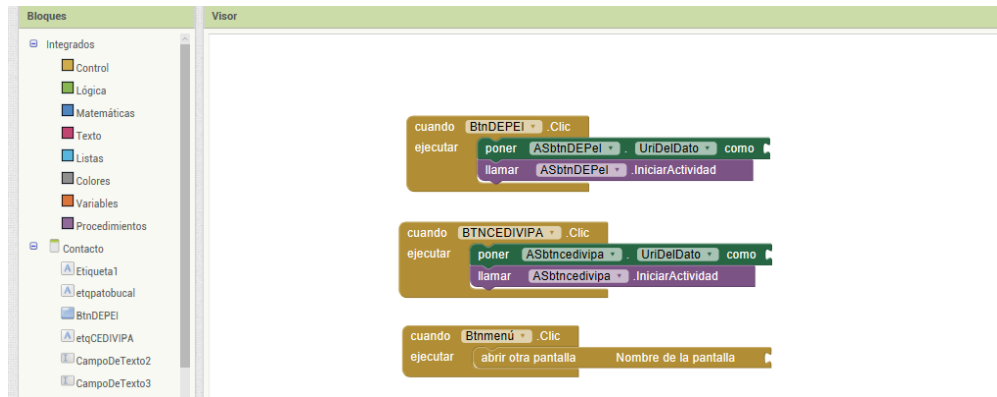 Bloques
Visor
Integrados
Control
Lógica
Matemáticas
Texto
Listas
Colores
Variables
Procedimientos
Contacto
Etiqueta1
etqpatobucal
BtnDEPEI
etqCEDIVIPA
CampoDeTexto2
CampoDeTexto3
cuando BtnDEPEI .Clic
ejecutar poner ASbtnDEPeI . UriDelDato como
llamar ASbtnDEPeI .IniciarActividad
cuando BTNCEDIVIPA .Clic
ejecutar poner ASbtncedivipa . UriDelDato como
llamar ASbtncedivipa .IniciarActividad
cuando Btnmenú .Clic
ejecutar abrir otra pantalla Nombre de la pantalla